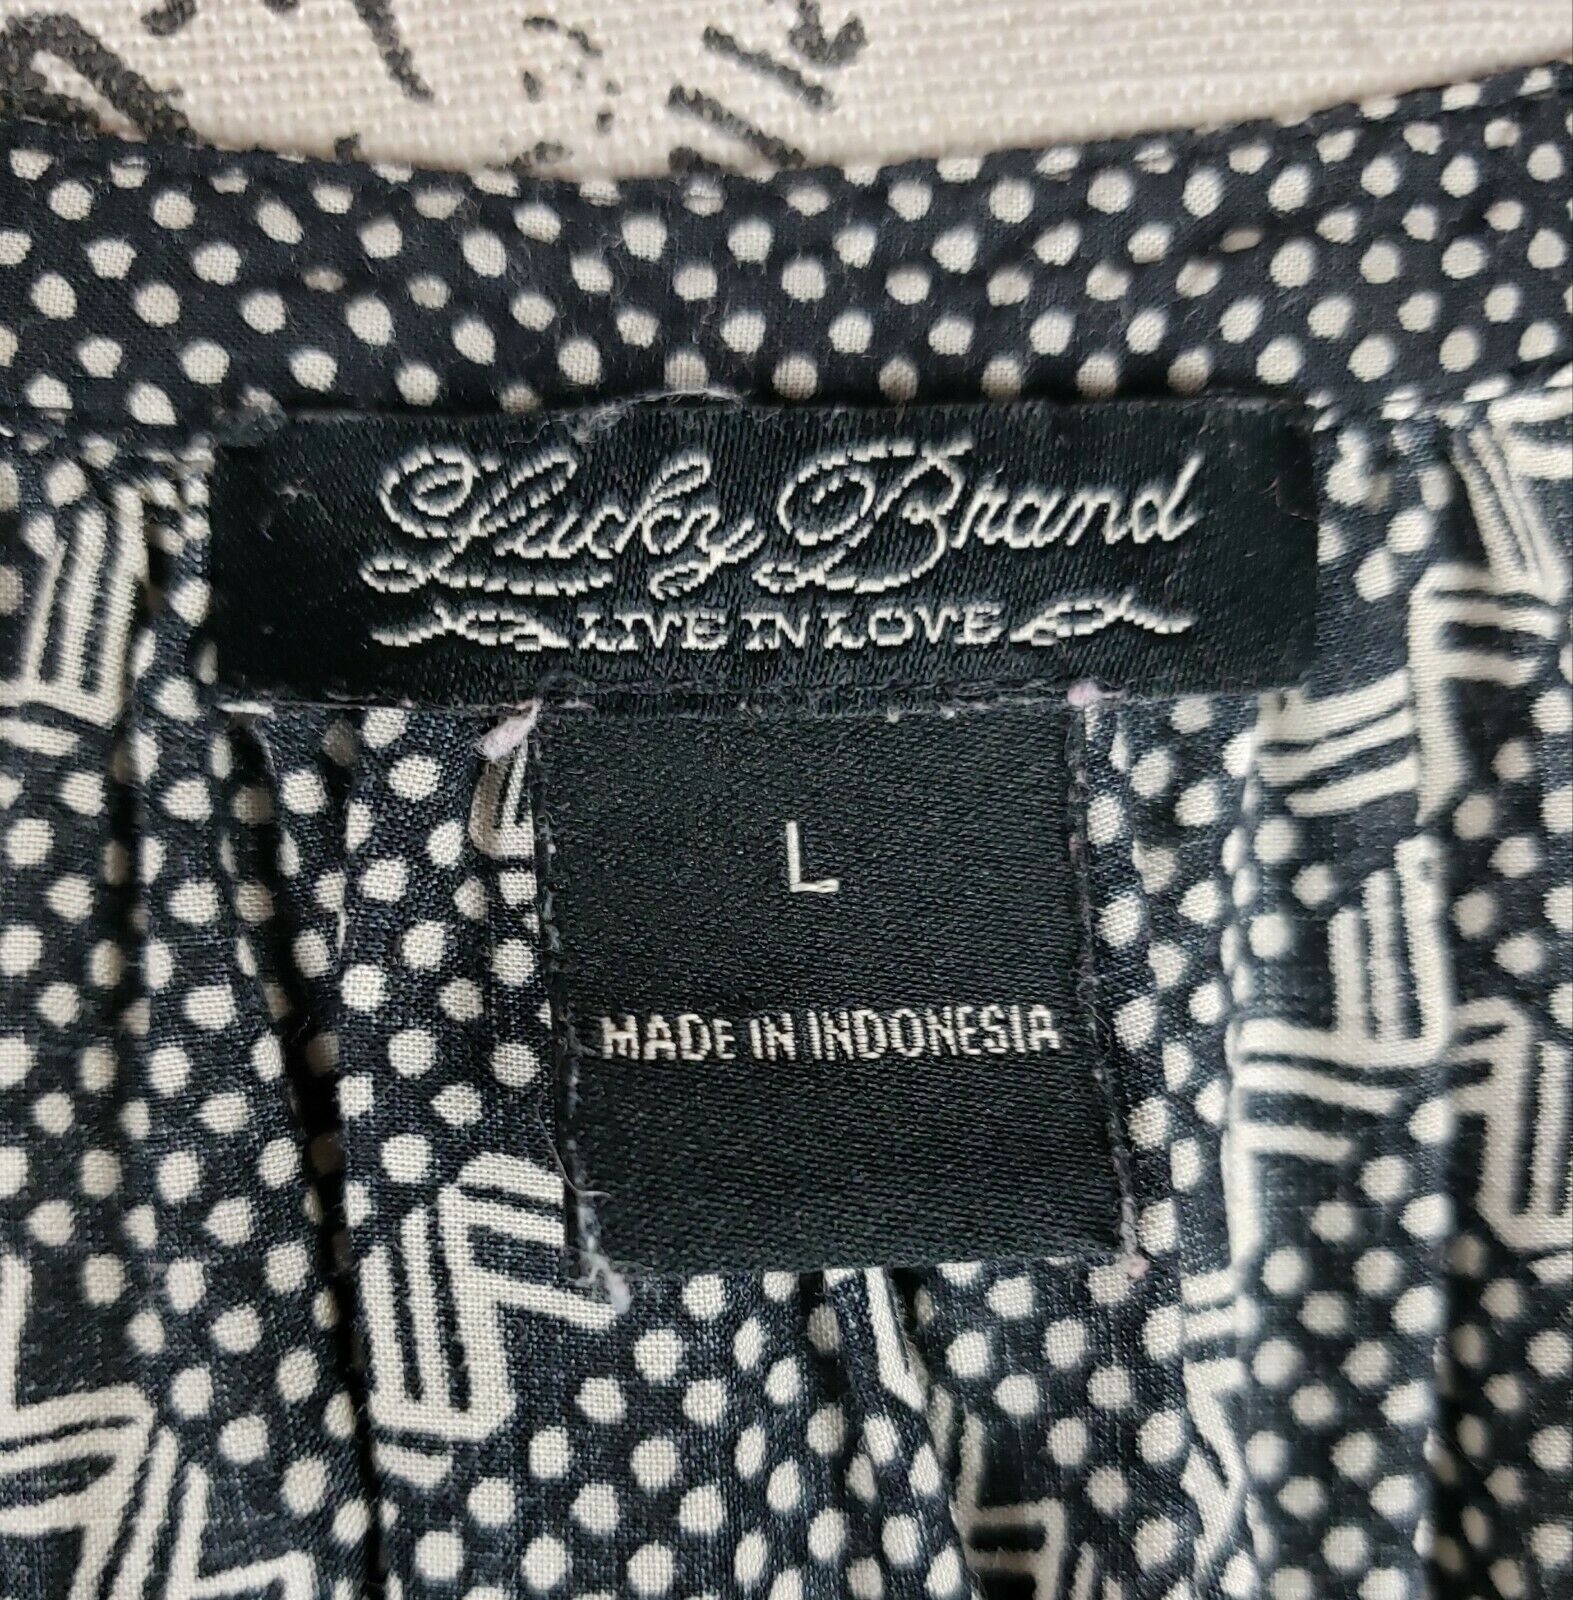 Lucky Brand
LIVE IN LOVE
L
MADE IN INDONESIA